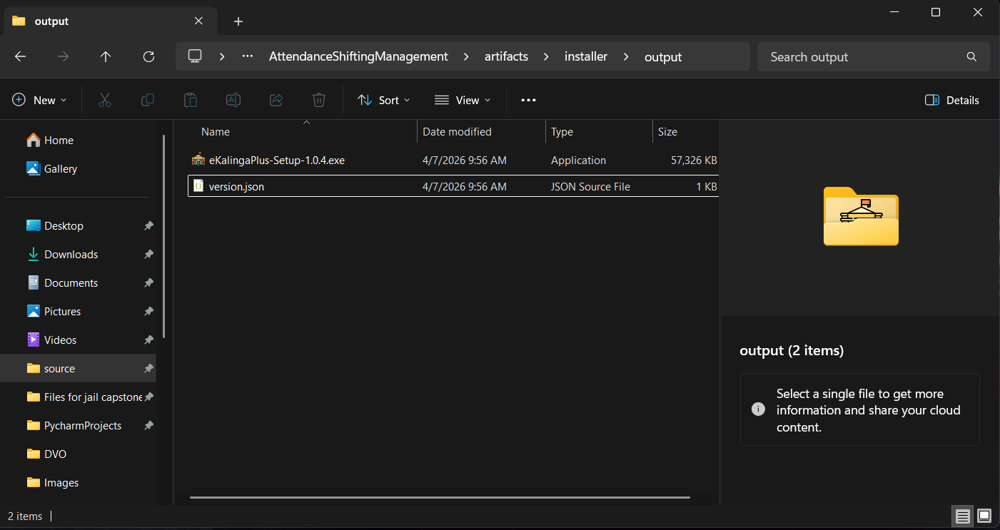 output
AttendanceShiftingManagement
artifacts
installer
output
Search output
New
Sort
View
Details
Home
Gallery
Desktop
Downloads
Documents
Pictures
Videos
source
Files for jail capstone
PycharmProjects
DVO
Images
Name Date modified Type Size
eKalingaPlus-Setup-1.0.4.exe 4/7/2026 9:56 AM Application 57,326 KB
version.json 4/7/2026 9:56 AM JSON Source File 1 KB
output (2 items)
Select a single file to get more
information and share your cloud
content.
2 items